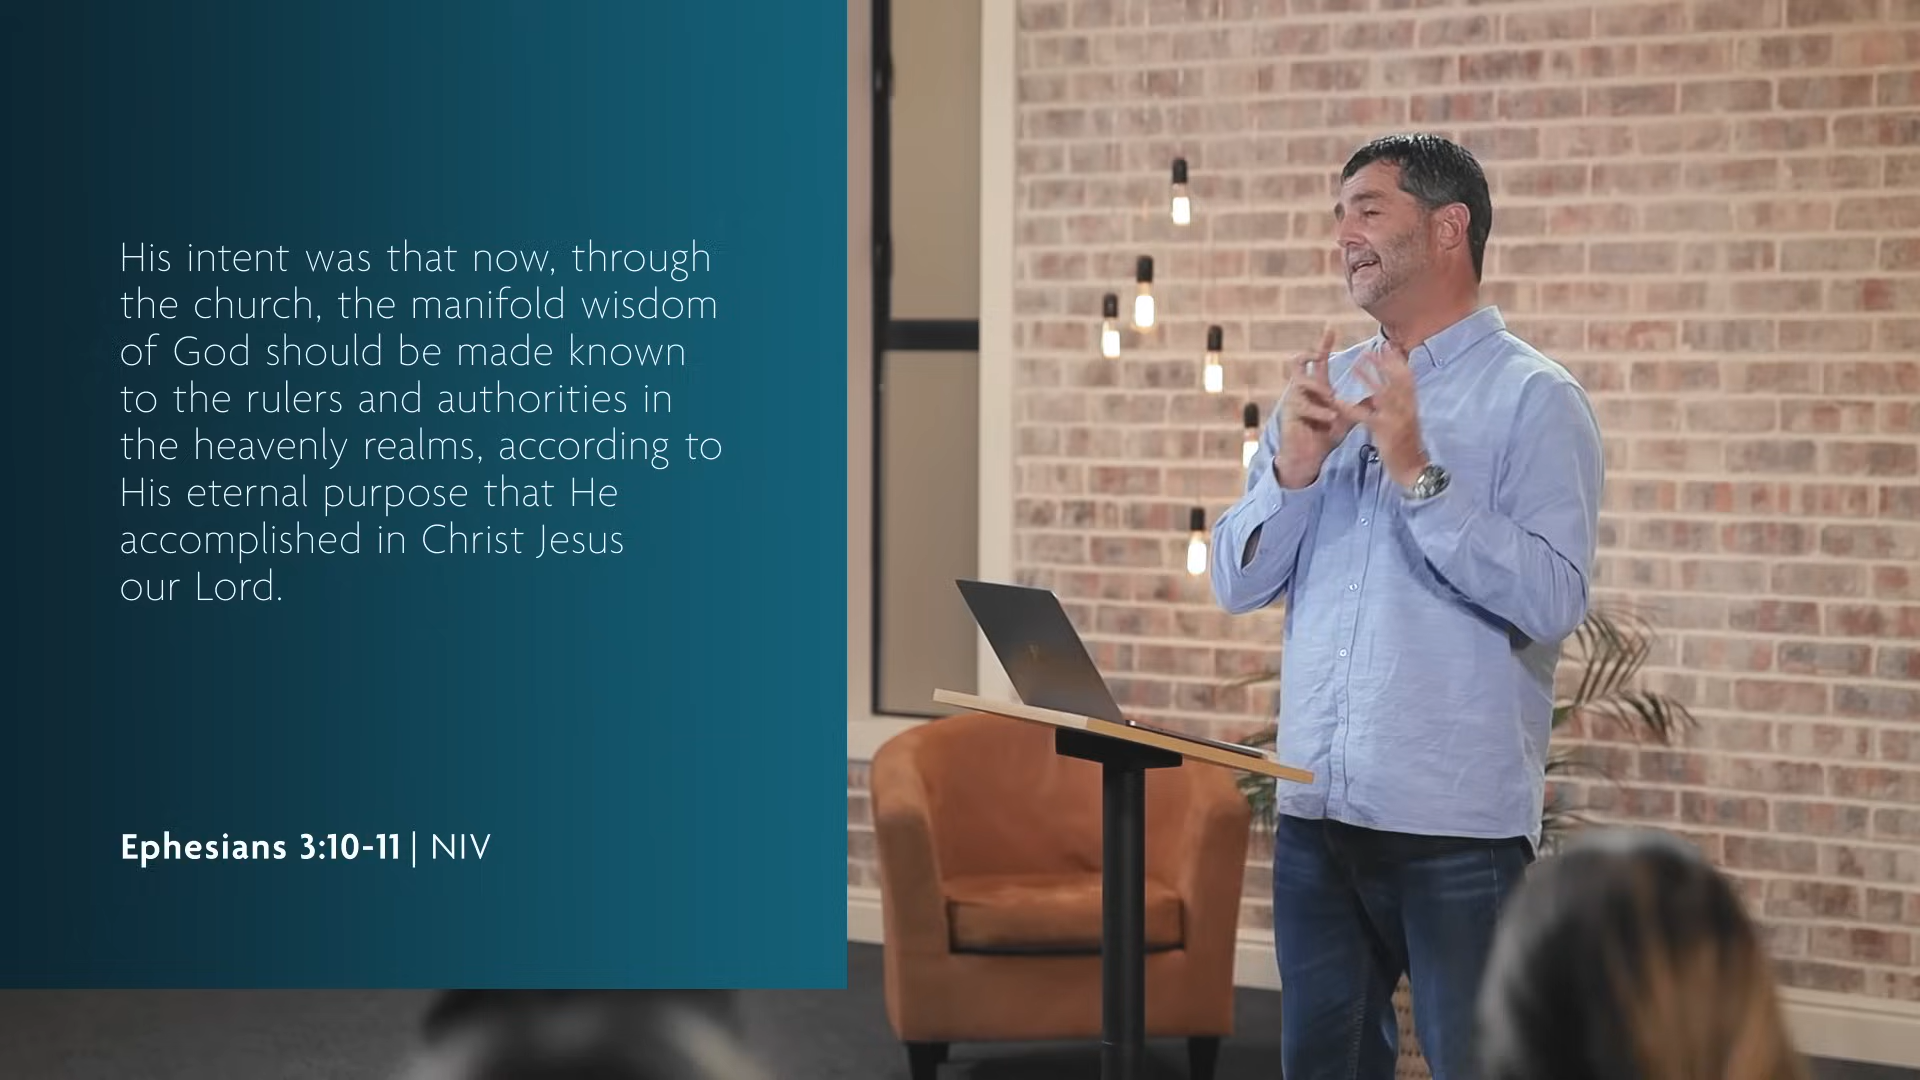 His intent was that now, through
the church, the manifold wisdom
of God should be made known
to the rulers and authorities in
the heavenly realms, according to
His eternal purpose that He
accomplished in Christ Jesus
our Lord.
Ephesians 3:10-11 | NIV